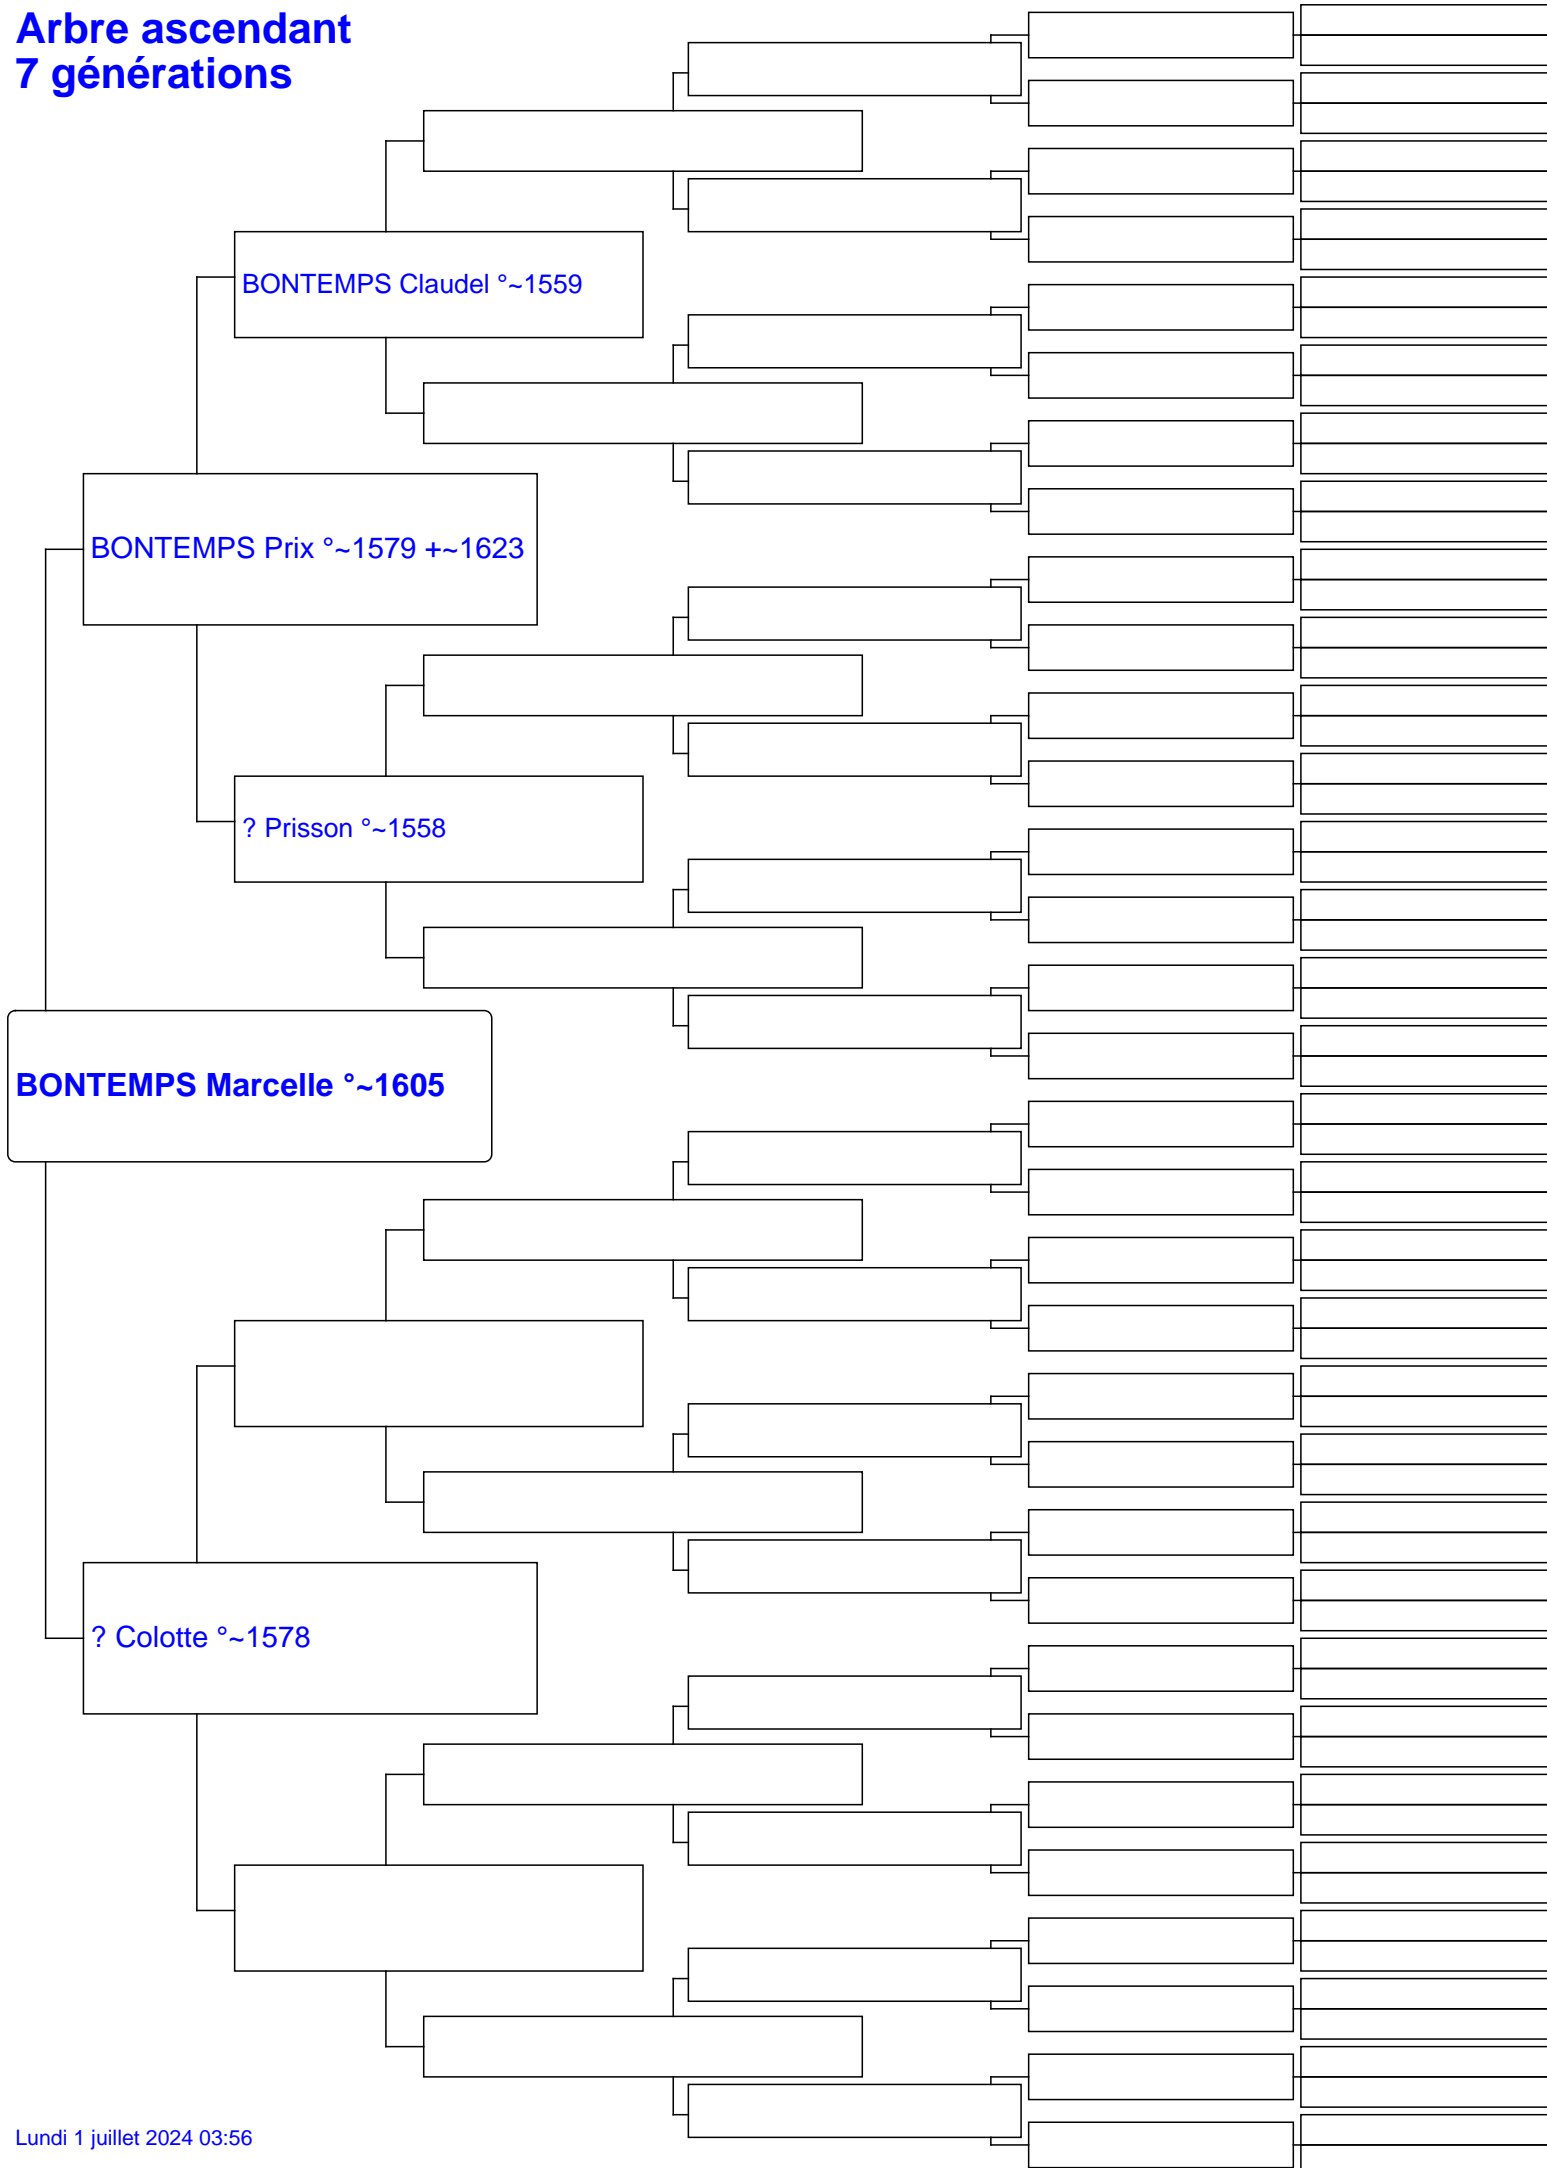 Arbre ascendant
7 générations
BONTEMPS Claudel °~1559
BONTEMPS Prix °~1579 +~1623
? Prisson °~1558
BONTEMPS Marcelle °~1605
? Colotte °~1578
Lundi 1 juillet 2024 03:56